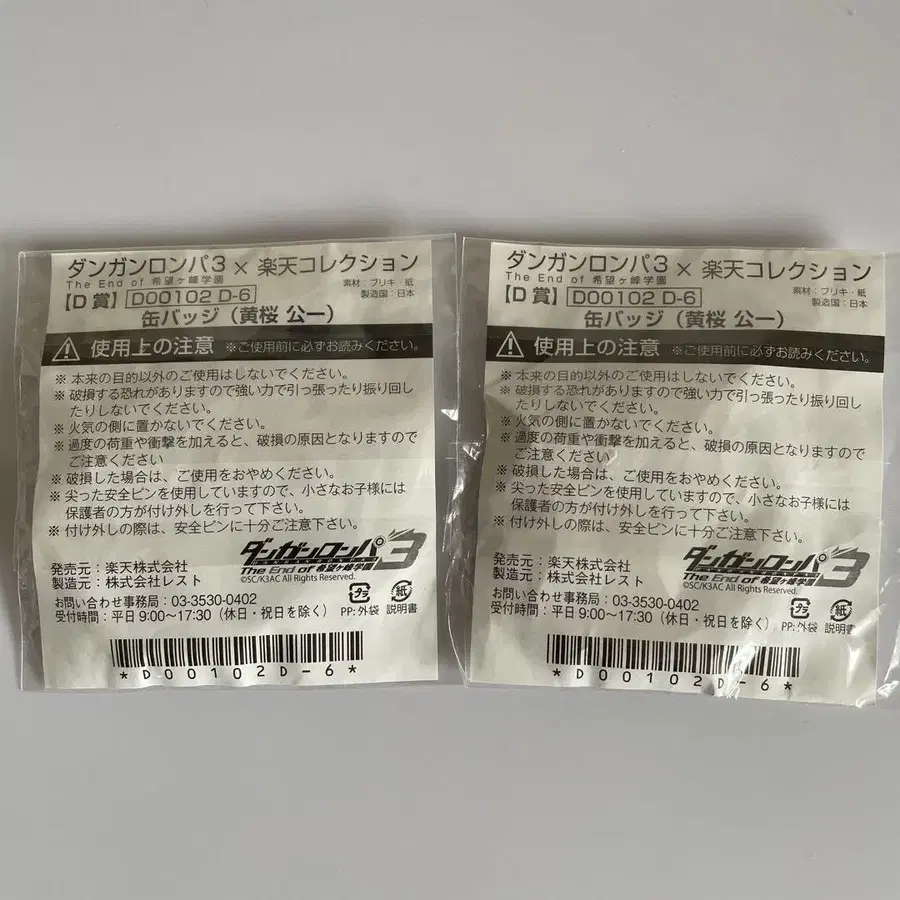 ダンガンロンパ3 × 楽天コレクション
The End of 希望ヶ峰学園
素材：ブリキ・紙
【D 賞】 D00102 D-6 製造国：日本
缶バッジ（黄桜 公一）
使用上の注意 ※ご使用前に必ずお読みください。
※ 本来の目的以外のご使用はしないでください。
※ 破損する恐れがありますので強い力で引っ張ったり振り回し
たりしないでください。
※ 火気の側に置かないでください。
※ 過度の荷重や衝撃を加えると、破損の原因となりますので
ご注意ください
※ 破損した場合は、ご使用をおやめください。
※ 尖った安全ピンを使用していますので、小さなお子様には
保護者の方が付け外しを行って下さい。
※ 付け外しの際は、安全ピンに十分ご注意下さい。
ダンガンロンパ3
The End of 希望ヶ峰学園
©SC/K3AC All Rights Reserved.
発売元：楽天株式会社
製造元：株式会社レスト
お問い合わせ事務局：03-3530-0402
受付時間：平日 9:00〜17:30（休日・祝日を除く）
プラ 紙
PP：外袋 説明書
*D00102D-6*
ダンガンロンパ3 × 楽天コレクション
The End of 希望ヶ峰学園
素材：ブリキ・紙
【D 賞】 D00102 D-6 製造国：日本
缶バッジ（黄桜 公一）
使用上の注意 ※ご使用前に必ずお読みください。
※ 本来の目的以外のご使用はしないでください。
※ 破損する恐れがありますので強い力で引っ張ったり振り回し
たりしないでください。
※ 火気の側に置かないでください。
※ 過度の荷重や衝撃を加えると、破損の原因となりますので
ご注意ください
※ 破損した場合は、ご使用をおやめください。
※ 尖った安全ピンを使用していますので、小さなお子様には
保護者の方が付け外しを行って下さい。
※ 付け外しの際は、安全ピンに十分ご注意下さい。
ダンガンロンパ3
The End of 希望ヶ峰学園
©SC/K3AC All Rights Reserved.
発売元：楽天株式会社
製造元：株式会社レスト
お問い合わせ事務局：03-3530-0402
受付時間：平日 9:00〜17:30（休日・祝日を除く）
プラ 紙
PP：外袋 説明書
*D00102D-6*